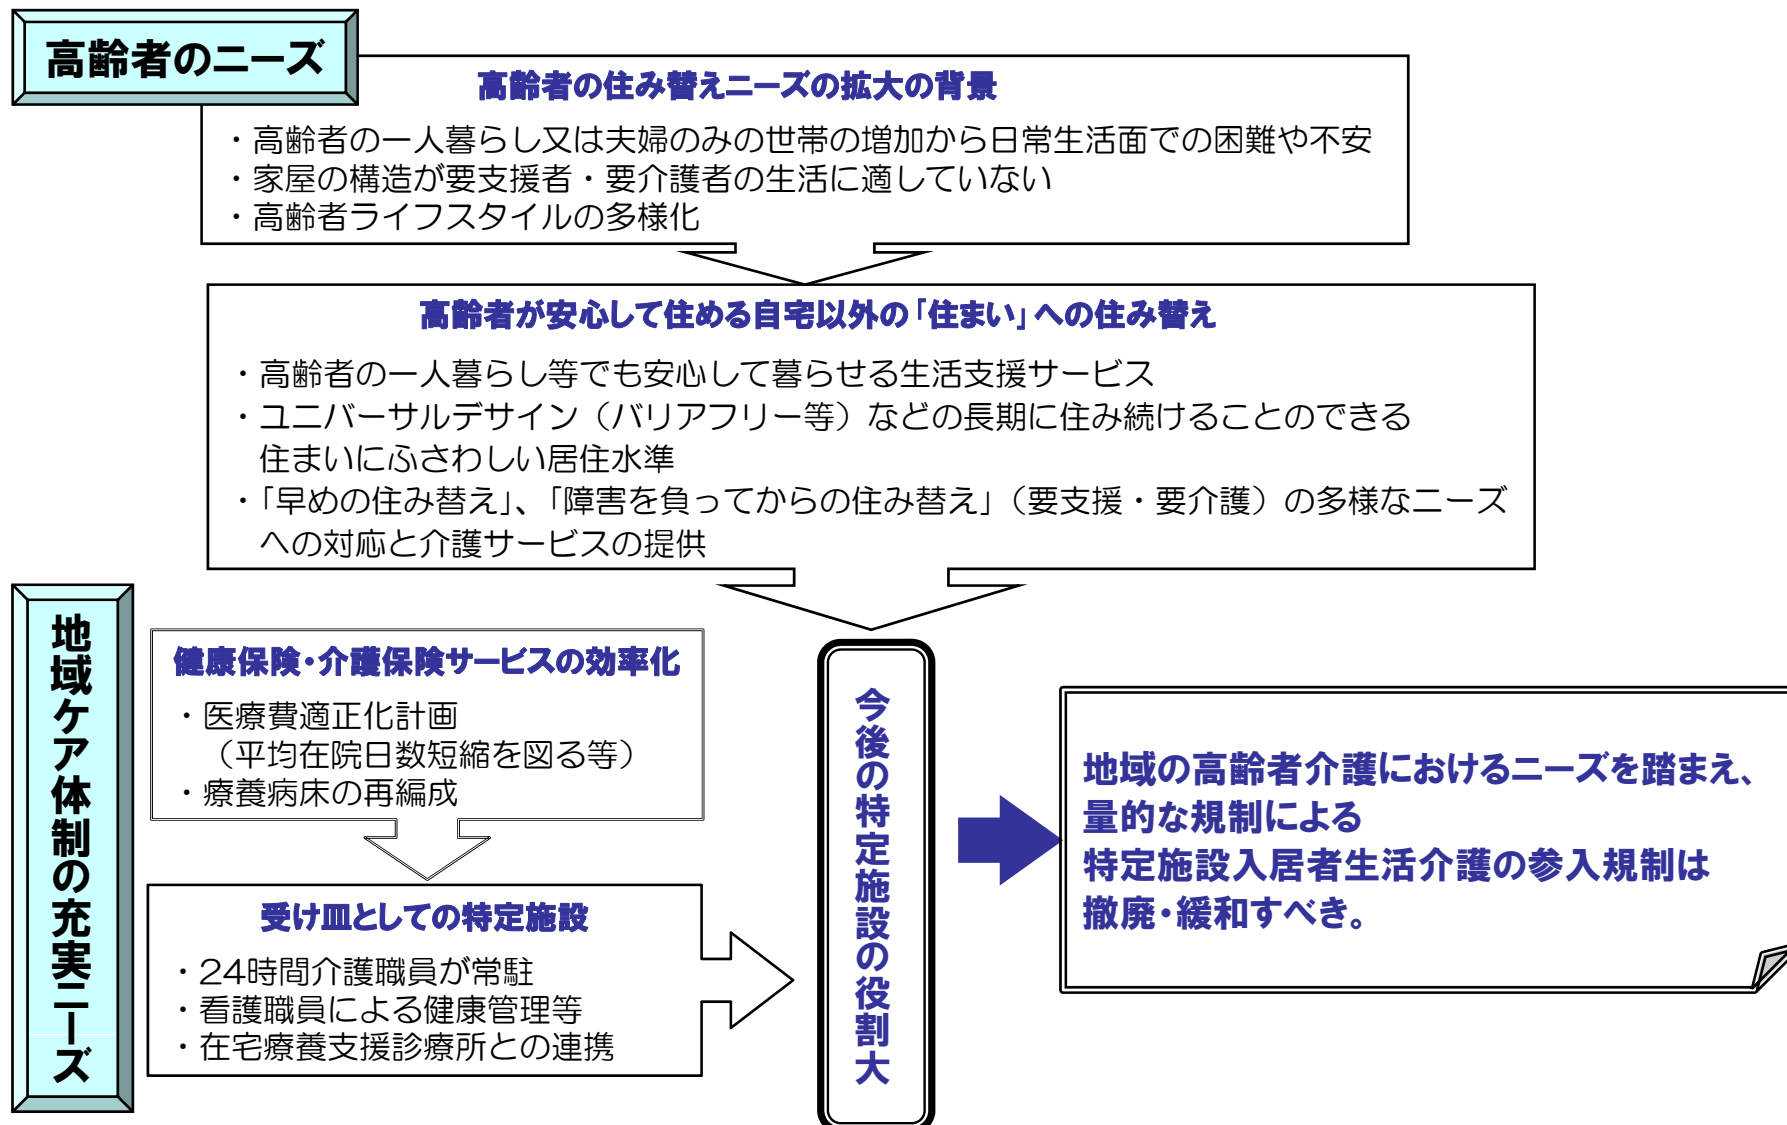 高齢者のニーズ
高齢者の住み替えニーズの拡大の背景
・高齢者の一人暮らし又は夫婦のみの世帯の増加から日常生活面での困難や不安
・家屋の構造が要支援者・要介護者の生活に適していない
・高齢者ライフスタイルの多様化
高齢者が安心して住める自宅以外の「住まい」への住み替え
・高齢者の一人暮らし等でも安心して暮らせる生活支援サービス
・ユニバーサルデザイン（バリアフリー等）などの長期に住み続けることのできる
住まいにふさわしい居住水準
・「早めの住み替え」、「障害を負ってからの住み替え」（要支援・要介護）の多様なニーズ
への対応と介護サービスの提供
地域ケア体制の充実ニーズ
健康保険・介護保険サービスの効率化
・医療費適正化計画
（平均在院日数短縮を図る等）
・療養病床の再編成
受け皿としての特定施設
・24時間介護職員が常駐
・看護職員による健康管理等
・在宅療養支援診療所との連携
今後の特定施設の役割大
地域の高齢者介護におけるニーズを踏まえ、
量的な規制による
特定施設入居者生活介護の参入規制は
撤廃・緩和すべき。